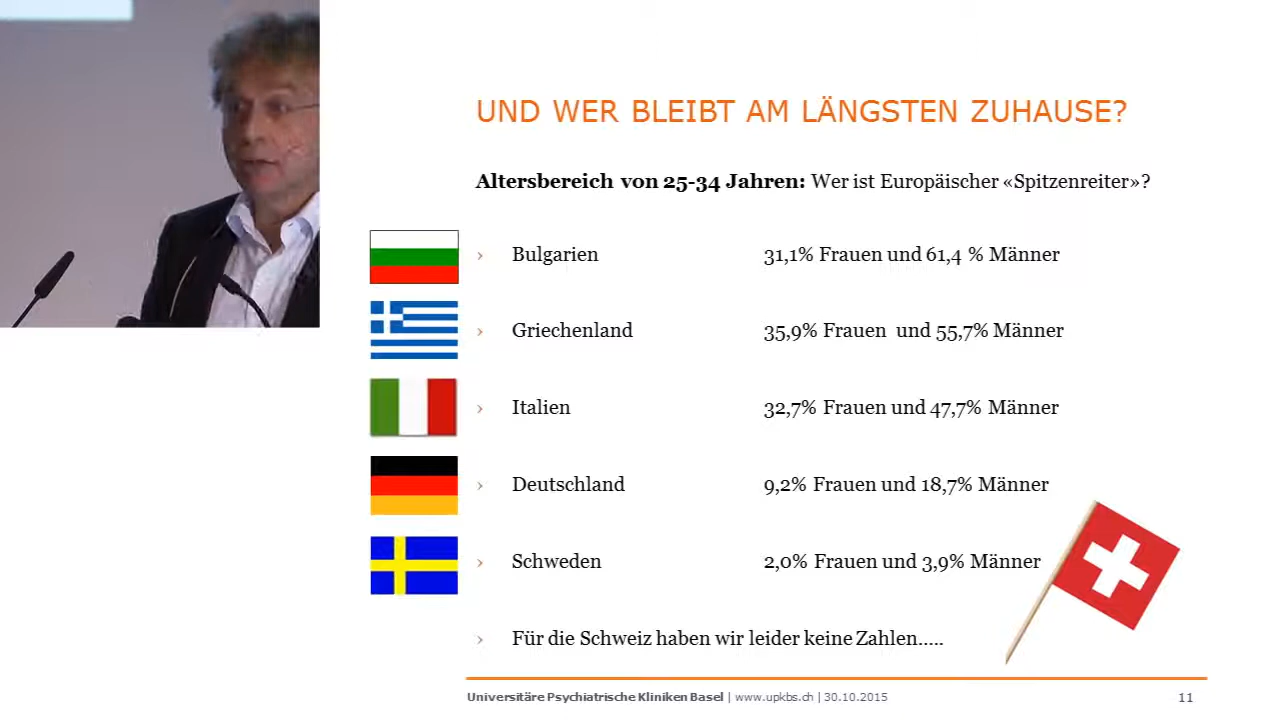 UND WER BLEIBT AM LÄNGSTEN ZUHAUSE?
Altersbereich von 25-34 Jahren: Wer ist Europäischer «Spitzenreiter»?
› Bulgarien 31,1% Frauen und 61,4 % Männer
› Griechenland 35,9% Frauen und 55,7% Männer
› Italien 32,7% Frauen und 47,7% Männer
› Deutschland 9,2% Frauen und 18,7% Männer
› Schweden 2,0% Frauen und 3,9% Männer
› Für die Schweiz haben wir leider keine Zahlen.....
Universitäre Psychiatrische Kliniken Basel | www.upkbs.ch | 30.10.2015 11